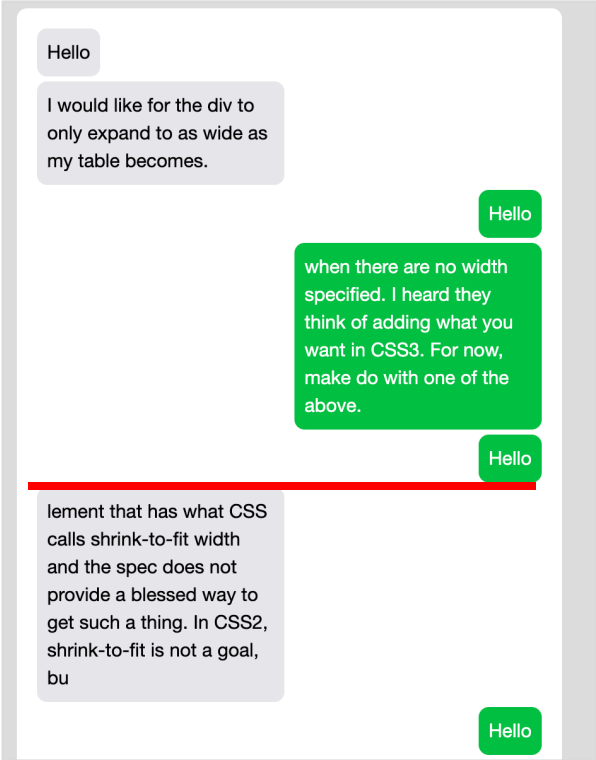 Hello
I would like for the div to
only expand to as wide as
my table becomes.
Hello
when there are no width
specified. I heard they
think of adding what you
want in CSS3. For now,
make do with one of the
above.
Hello
lement that has what CSS
calls shrink-to-fit width
and the spec does not
provide a blessed way to
get such a thing. In CSS2,
shrink-to-fit is not a goal,
bu
Hello